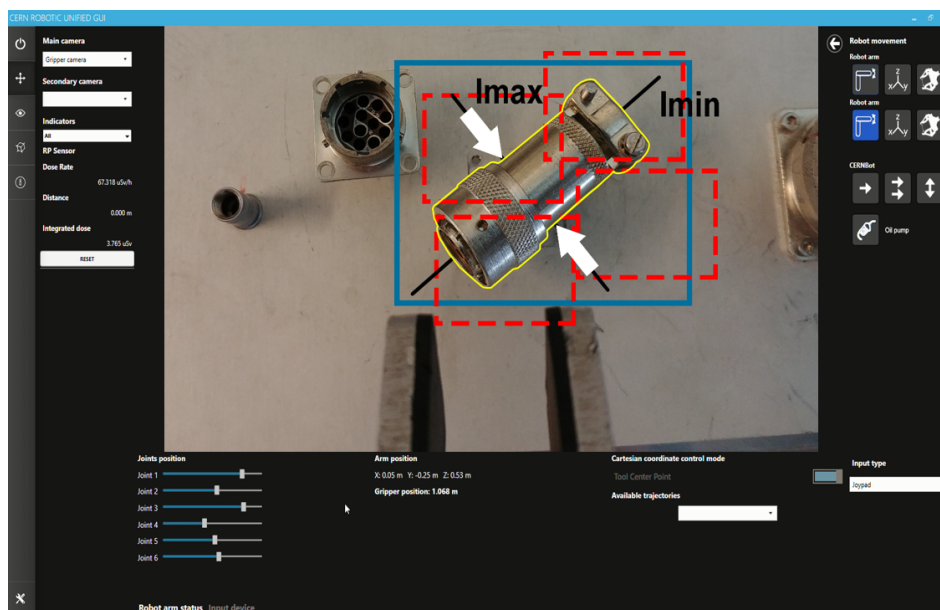 CERN ROBOTIC UNIFIED GUI
Main camera
Gripper camera
Secondary camera
Indicators
All
RP Sensor
Dose Rate
67.318 uSv/h
Distance
0.000 m
Integrated dose
3.765 uSv
RESET
Imax
Imin
Robot movement
Robot arm
z
x y
Robot arm
z
x y
CERNBot
Oil pump
Joints position
Joint 1
Joint 2
Joint 3
Joint 4
Joint 5
Joint 6
Arm position
X: 0.05 m Y: -0.25 m Z: 0.53 m
Gripper position: 1.068 m
Cartesian coordinate control mode
Tool Center Point
Available trajectories
Input type
Joypad
Robot arm status Input device